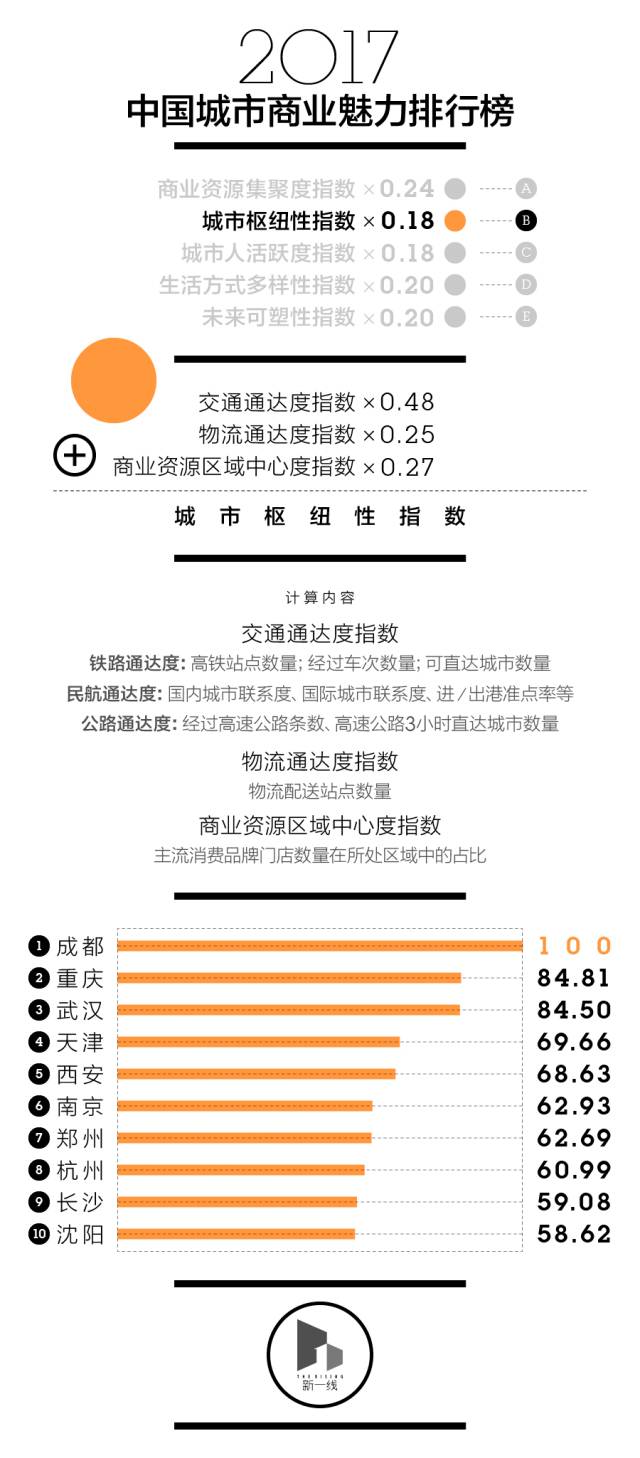 2017
中国城市商业魅力排行榜
商业资源集聚度指数 ×0.24 A
城市枢纽性指数 ×0.18 B
城市人活跃度指数 ×0.18 C
生活方式多样性指数 ×0.20 D
未来可塑性指数 ×0.20 E
交通通达度指数 ×0.48
物流通达度指数 ×0.25
+ 商业资源区域中心度指数 ×0.27
城市枢纽性指数
计算内容
交通通达度指数
铁路通达度: 高铁站点数量; 经过车次数量; 可直达城市数量
民航通达度: 国内城市联系度、国际城市联系度、进/出港准点率等
公路通达度: 经过高速公路条数、高速公路3小时直达城市数量
物流通达度指数
物流配送站点数量
商业资源区域中心度指数
主流消费品牌门店数量在所处区域中的占比
1 成都 100
2 重庆 84.81
3 武汉 84.50
4 天津 69.66
5 西安 68.63
6 南京 62.93
7 郑州 62.69
8 杭州 60.99
9 长沙 59.08
10 沈阳 58.62
THE RISING
新一线